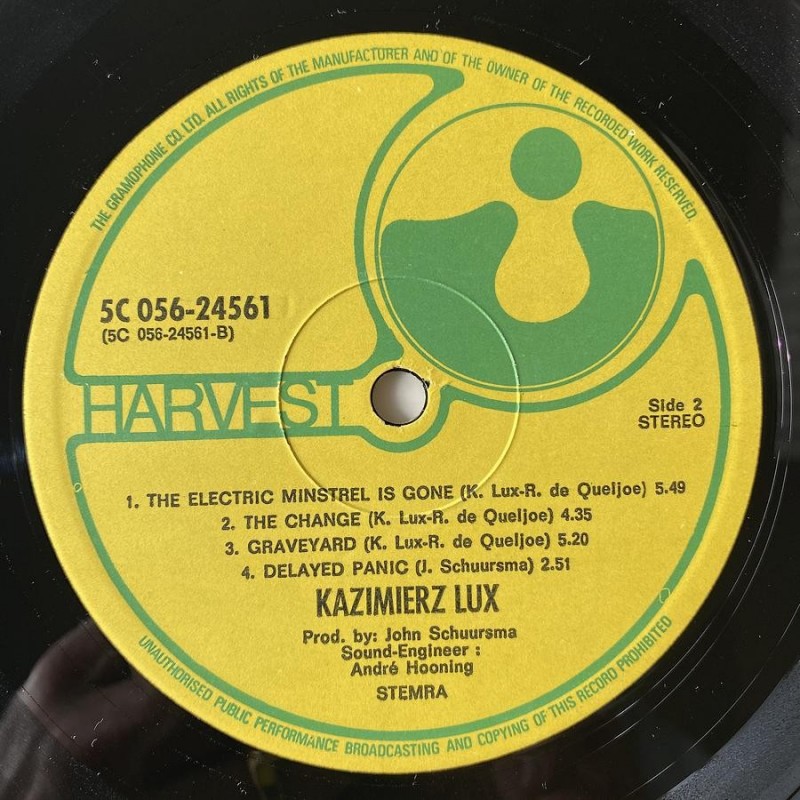 THE GRAMOPHONE CO. LTD. ALL RIGHTS OF THE MANUFACTURER AND OF THE OWNER OF THE RECORDED WORK RESERVED.
5C 056-24561
(5C 056-24561-B)
HARVEST
Side 2
STEREO
1. THE ELECTRIC MINSTREL IS GONE (K. Lux-R. de Queljoe) 5.49
2. THE CHANGE (K. Lux-R. de Queljoe) 4.35
3. GRAVEYARD (K. Lux-R. de Queljoe) 5.20
4. DELAYED PANIC (J. Schuursma) 2.51
KAZIMIERZ LUX
Prod. by: John Schuursma
Sound-Engineer :
André Hooning
STEMRA
UNAUTHORISED PUBLIC PERFORMANCE BROADCASTING AND COPYING OF THIS RECORD PROHIBITED